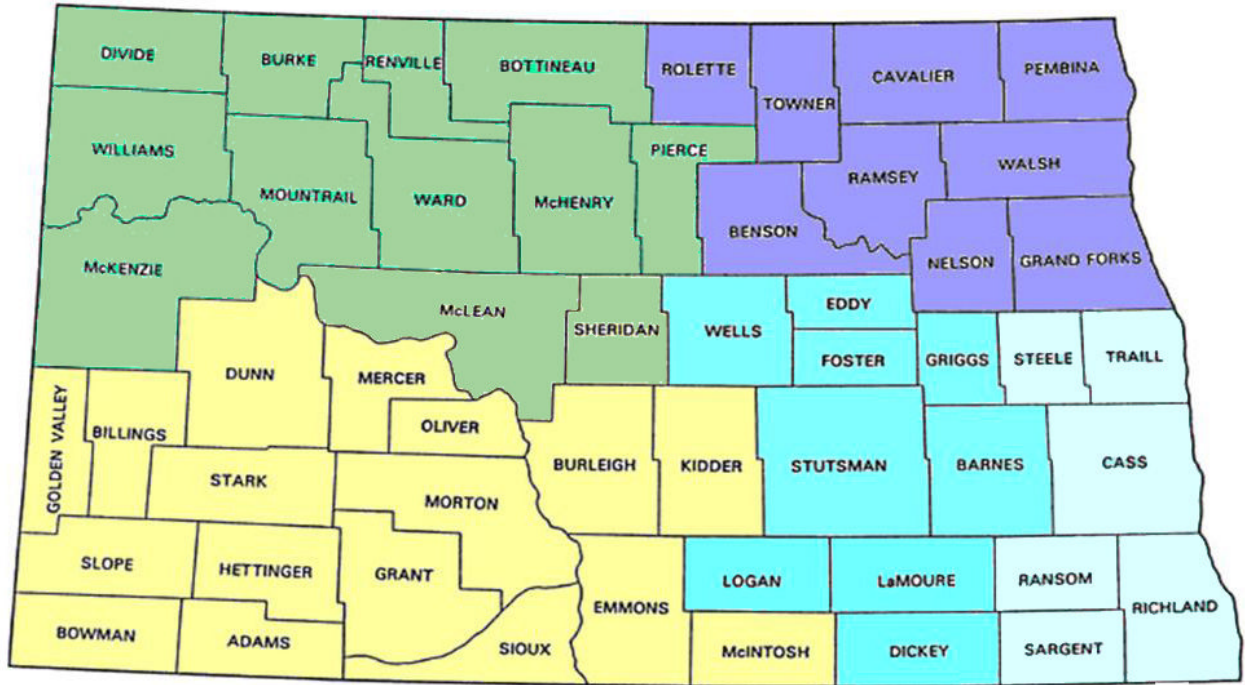 DIVIDE
BURKE
RENVILLE
BOTTINEAU
ROLETTE
TOWNER
CAVALIER
PEMBINA
WILLIAMS
MOUNTRAIL
WARD
McHENRY
PIERCE
BENSON
RAMSEY
WALSH
McKENZIE
NELSON
GRAND FORKS
McLEAN
SHERIDAN
WELLS
EDDY
FOSTER
GRIGGS
STEELE
TRAILL
DUNN
MERCER
OLIVER
GOLDEN VALLEY
BILLINGS
STARK
MORTON
BURLEIGH
KIDDER
STUTSMAN
BARNES
CASS
SLOPE
HETTINGER
GRANT
EMMONS
LOGAN
LaMOURE
RANSOM
RICHLAND
BOWMAN
ADAMS
SIOUX
McINTOSH
DICKEY
SARGENT